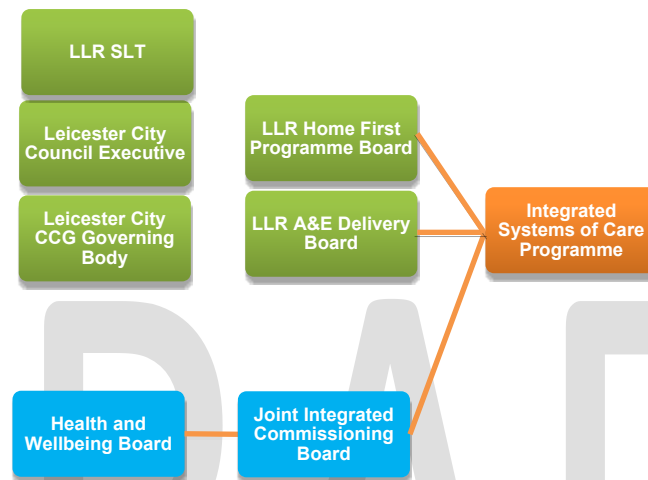 LLR SLT
Leicester City
Council Executive
Leicester City
CCG Governing
Body
LLR Home First
Programme Board
LLR A&E Delivery
Board
Integrated
Systems of Care
Programme
Health and
Wellbeing Board
Joint Integrated
Commissioning
Board